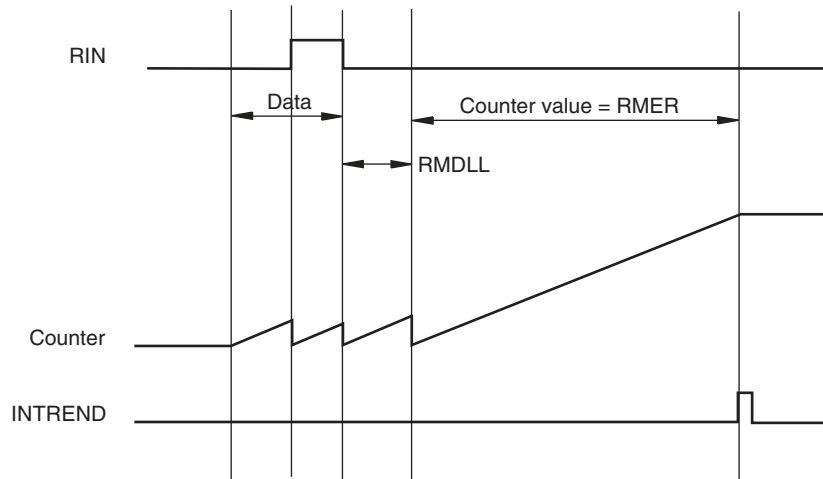 RIN
Data
Counter value = RMER
RMDLL
Counter
INTREND